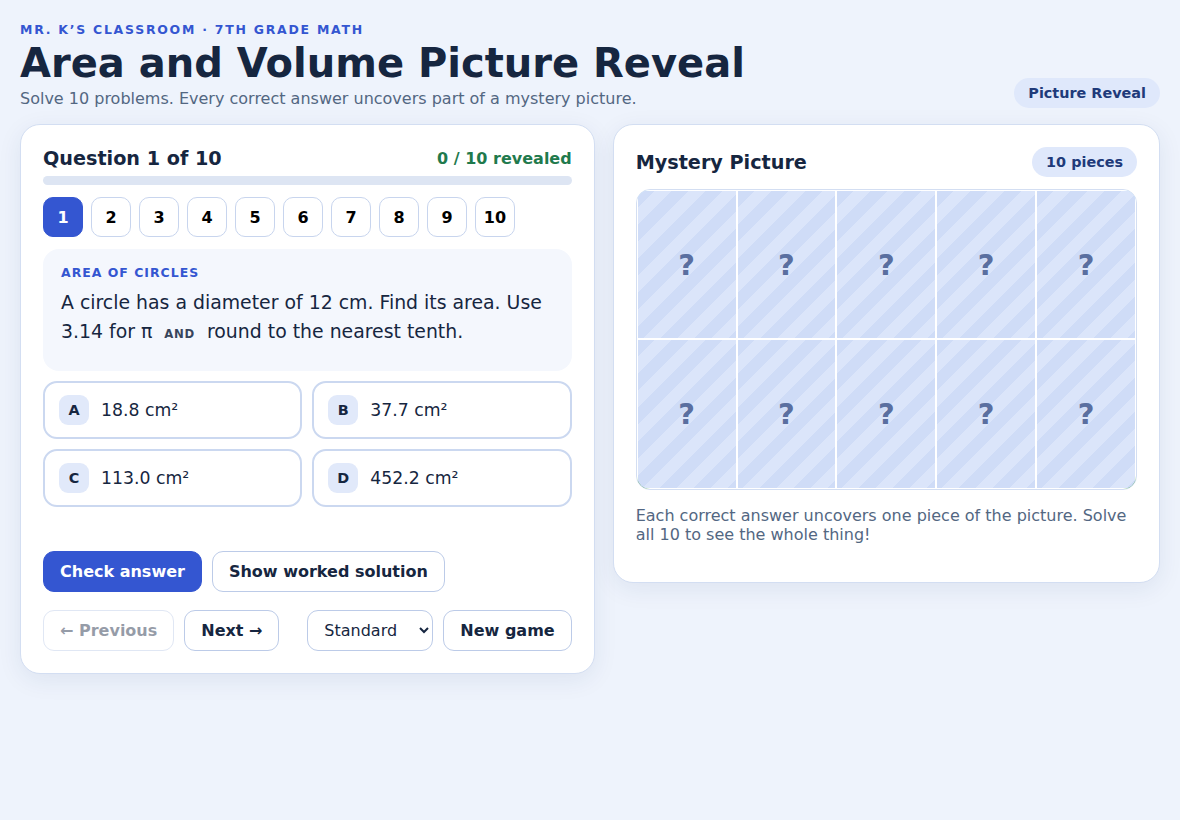 MR. K’S CLASSROOM · 7TH GRADE MATH
Area and Volume Picture Reveal
Solve 10 problems. Every correct answer uncovers part of a mystery picture.
Picture Reveal
Question 1 of 10
0 / 10 revealed
1 2 3 4 5 6 7 8 9 10
AREA OF CIRCLES
A circle has a diameter of 12 cm. Find its area. Use
3.14 for π AND round to the nearest tenth.
A 18.8 cm²
B 37.7 cm²
C 113.0 cm²
D 452.2 cm²
Check answer
Show worked solution
← Previous
Next →
Standard
New game
Mystery Picture
10 pieces
? ? ? ? ?
? ? ? ? ?
Each correct answer uncovers one piece of the picture. Solve
all 10 to see the whole thing!